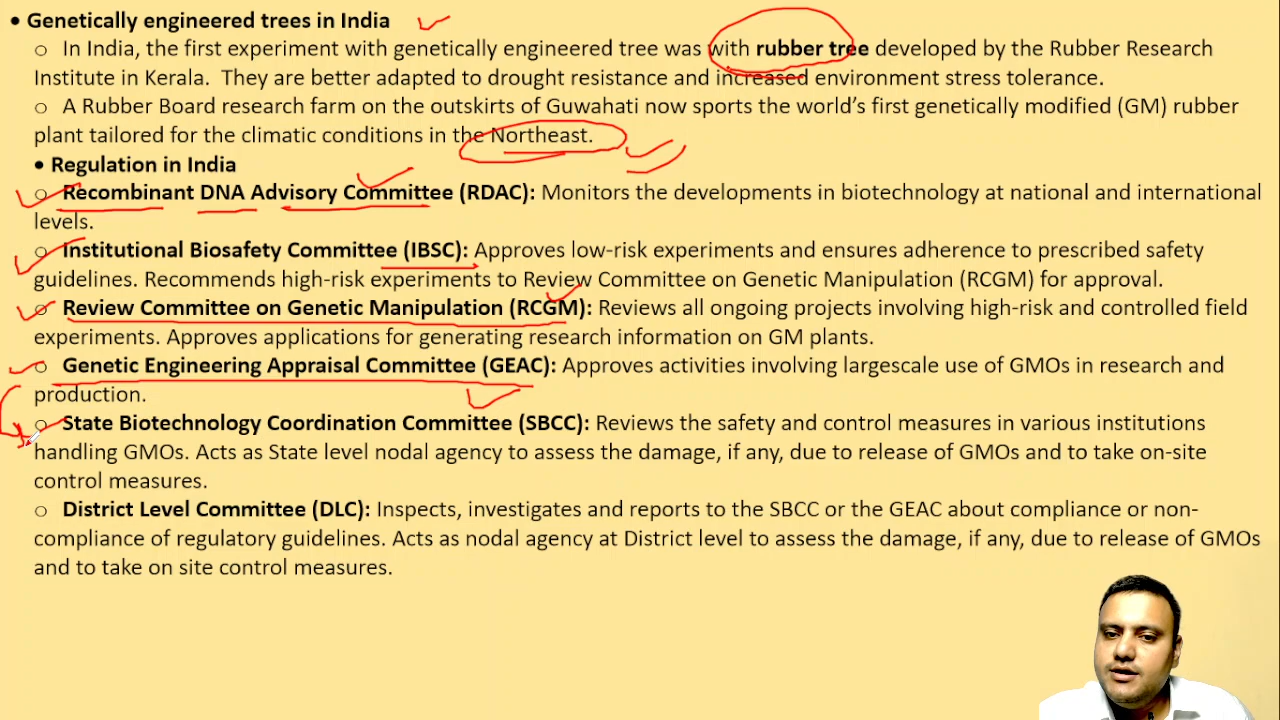 • Genetically engineered trees in India
o In India, the first experiment with genetically engineered tree was with rubber tree developed by the Rubber Research
Institute in Kerala. They are better adapted to drought resistance and increased environment stress tolerance.
o A Rubber Board research farm on the outskirts of Guwahati now sports the world’s first genetically modified (GM) rubber
plant tailored for the climatic conditions in the Northeast.
• Regulation in India
o Recombinant DNA Advisory Committee (RDAC): Monitors the developments in biotechnology at national and international
levels.
o Institutional Biosafety Committee (IBSC): Approves low-risk experiments and ensures adherence to prescribed safety
guidelines. Recommends high-risk experiments to Review Committee on Genetic Manipulation (RCGM) for approval.
o Review Committee on Genetic Manipulation (RCGM): Reviews all ongoing projects involving high-risk and controlled field
experiments. Approves applications for generating research information on GM plants.
o Genetic Engineering Appraisal Committee (GEAC): Approves activities involving largescale use of GMOs in research and
production.
o State Biotechnology Coordination Committee (SBCC): Reviews the safety and control measures in various institutions
handling GMOs. Acts as State level nodal agency to assess the damage, if any, due to release of GMOs and to take on-site
control measures.
o District Level Committee (DLC): Inspects, investigates and reports to the SBCC or the GEAC about compliance or non-
compliance of regulatory guidelines. Acts as nodal agency at District level to assess the damage, if any, due to release of GMOs
and to take on site control measures.